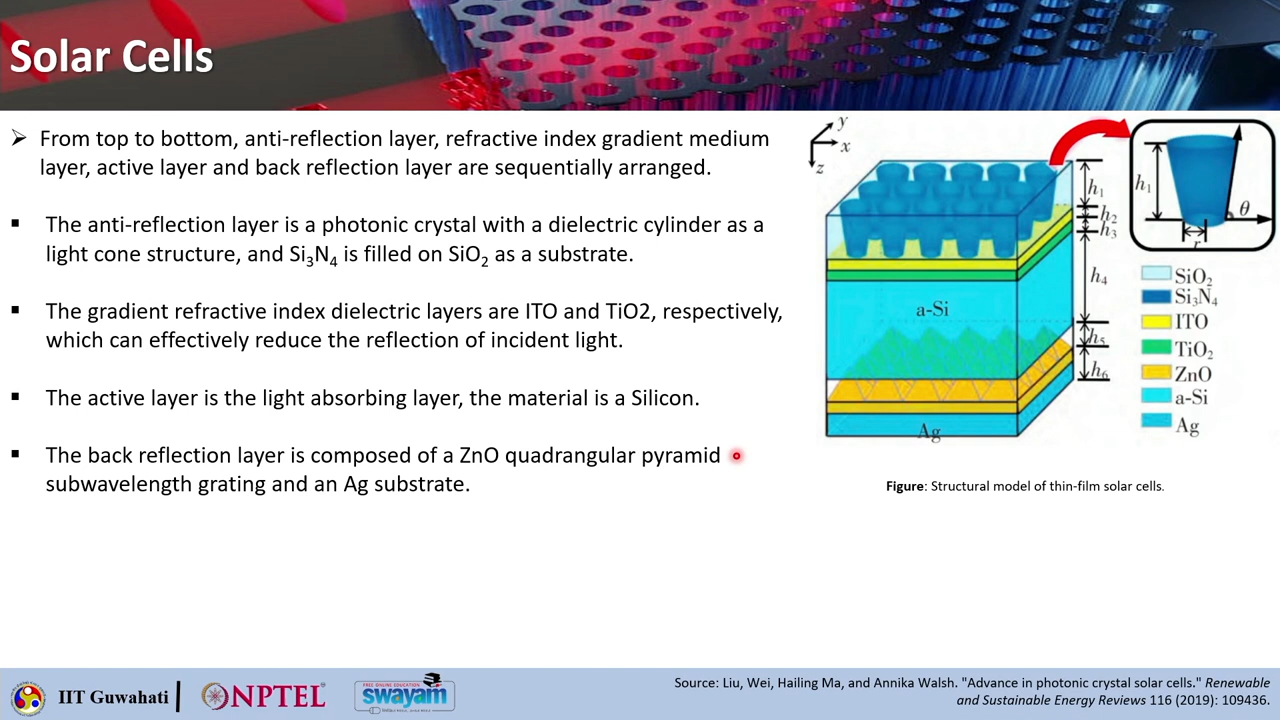 Solar Cells
➢ From top to bottom, anti-reflection layer, refractive index gradient medium
layer, active layer and back reflection layer are sequentially arranged.
▪ The anti-reflection layer is a photonic crystal with a dielectric cylinder as a
light cone structure, and Si₃N₄ is filled on SiO₂ as a substrate.
▪ The gradient refractive index dielectric layers are ITO and TiO2, respectively,
which can effectively reduce the reflection of incident light.
▪ The active layer is the light absorbing layer, the material is a Silicon.
▪ The back reflection layer is composed of a ZnO quadrangular pyramid
subwavelength grating and an Ag substrate.
y
x
z
h₁
h₂
h₃
h₄
h₅
h₆
a-Si
Ag
h₁
θ
r
SiO₂
Si₃N₄
ITO
TiO₂
ZnO
a-Si
Ag
Figure: Structural model of thin-film solar cells.
IIT Guwahati
NPTEL
FREE ONLINE EDUCATION
swayam
Source: Liu, Wei, Hailing Ma, and Annika Walsh. "Advance in photonic crystal solar cells." Renewable
and Sustainable Energy Reviews 116 (2019): 109436.